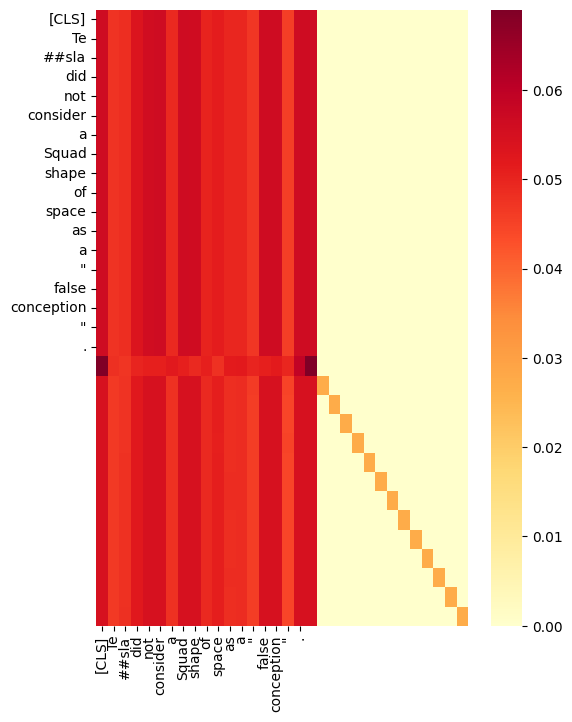 [CLS]
Te
##sla
did
not
consider
a
Squad
shape
of
space
as
a
"
false
conception
"
.
0.06
0.05
0.04
0.03
0.02
0.01
0.00
[CLS]
Te
##sla
did
not
consider
a
Squad
shape
of
space
as
a
"
false
conception
"
.